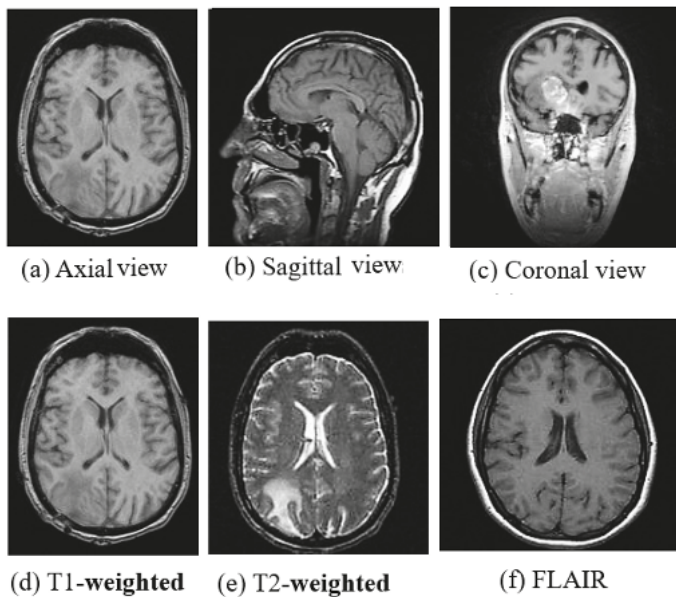 (a) Axial view
(b) Sagittal view
(c) Coronal view
(d) T1-weighted
(e) T2-weighted
(f) FLAIR